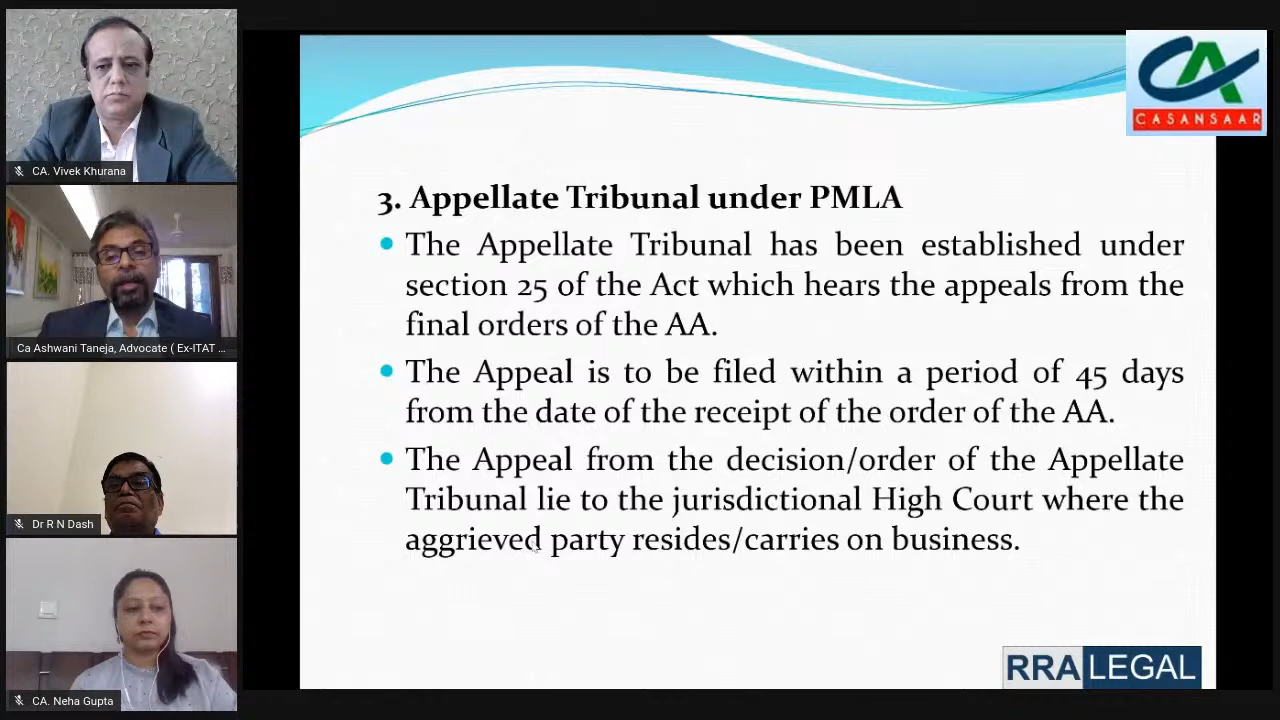 CA. Vivek Khurana
Ca Ashwani Taneja, Advocate ( Ex-ITAT ...
Dr R N Dash
CA. Neha Gupta
CA
CASANSAAR
3. Appellate Tribunal under PMLA
The Appellate Tribunal has been established under
section 25 of the Act which hears the appeals from the
final orders of the AA.
The Appeal is to be filed within a period of 45 days
from the date of the receipt of the order of the AA.
The Appeal from the decision/order of the Appellate
Tribunal lie to the jurisdictional High Court where the
aggrieved party resides/carries on business.
RRA LEGAL